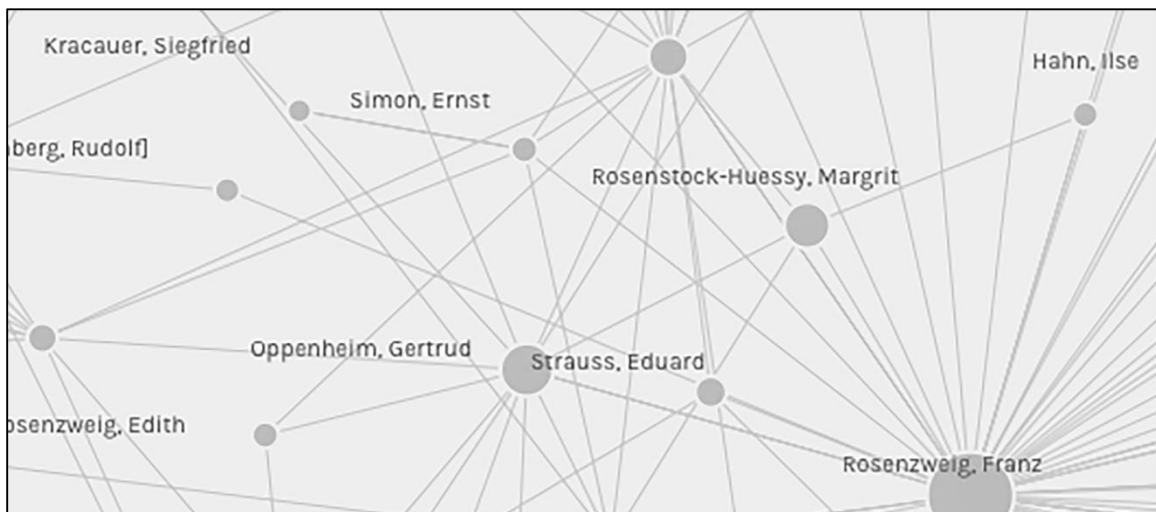 Kracauer, Siegfried
Hahn, Ilse
Simon, Ernst
berg, Rudolf]
Rosenstock-Huessy, Margrit
Oppenheim, Gertrud
Strauss, Eduard
osenzweig, Edith
Rosenzweig, Franz